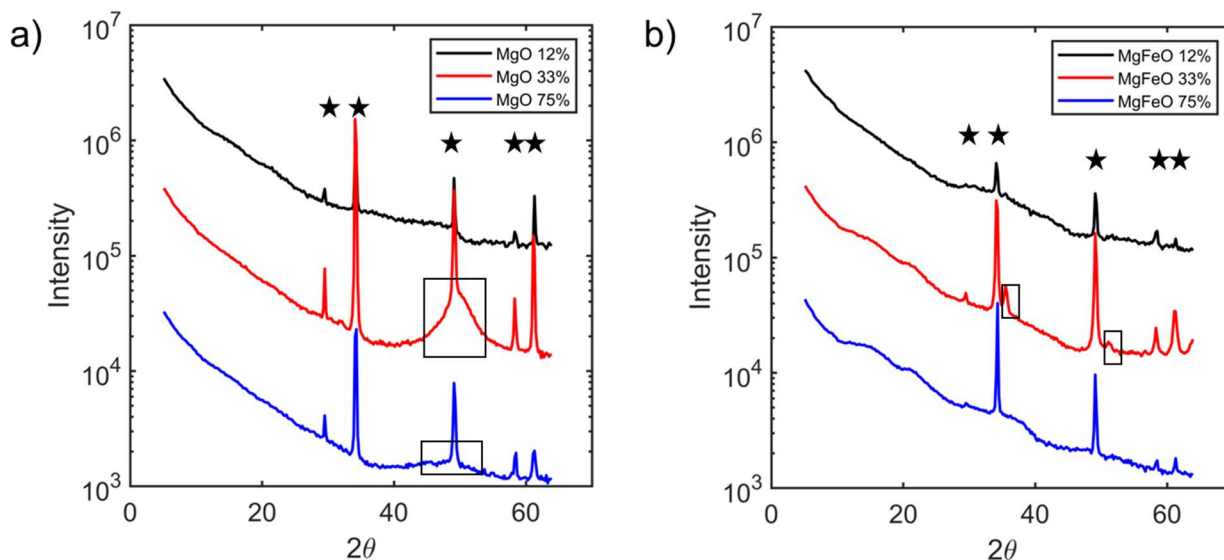 a)
10^7
10^6
10^5
10^4
10^3
Intensity
MgO 12%
MgO 33%
MgO 75%
0 20 40 60
2θ
b)
10^7
10^6
10^5
10^4
10^3
Intensity
MgFeO 12%
MgFeO 33%
MgFeO 75%
0 20 40 60
2θ